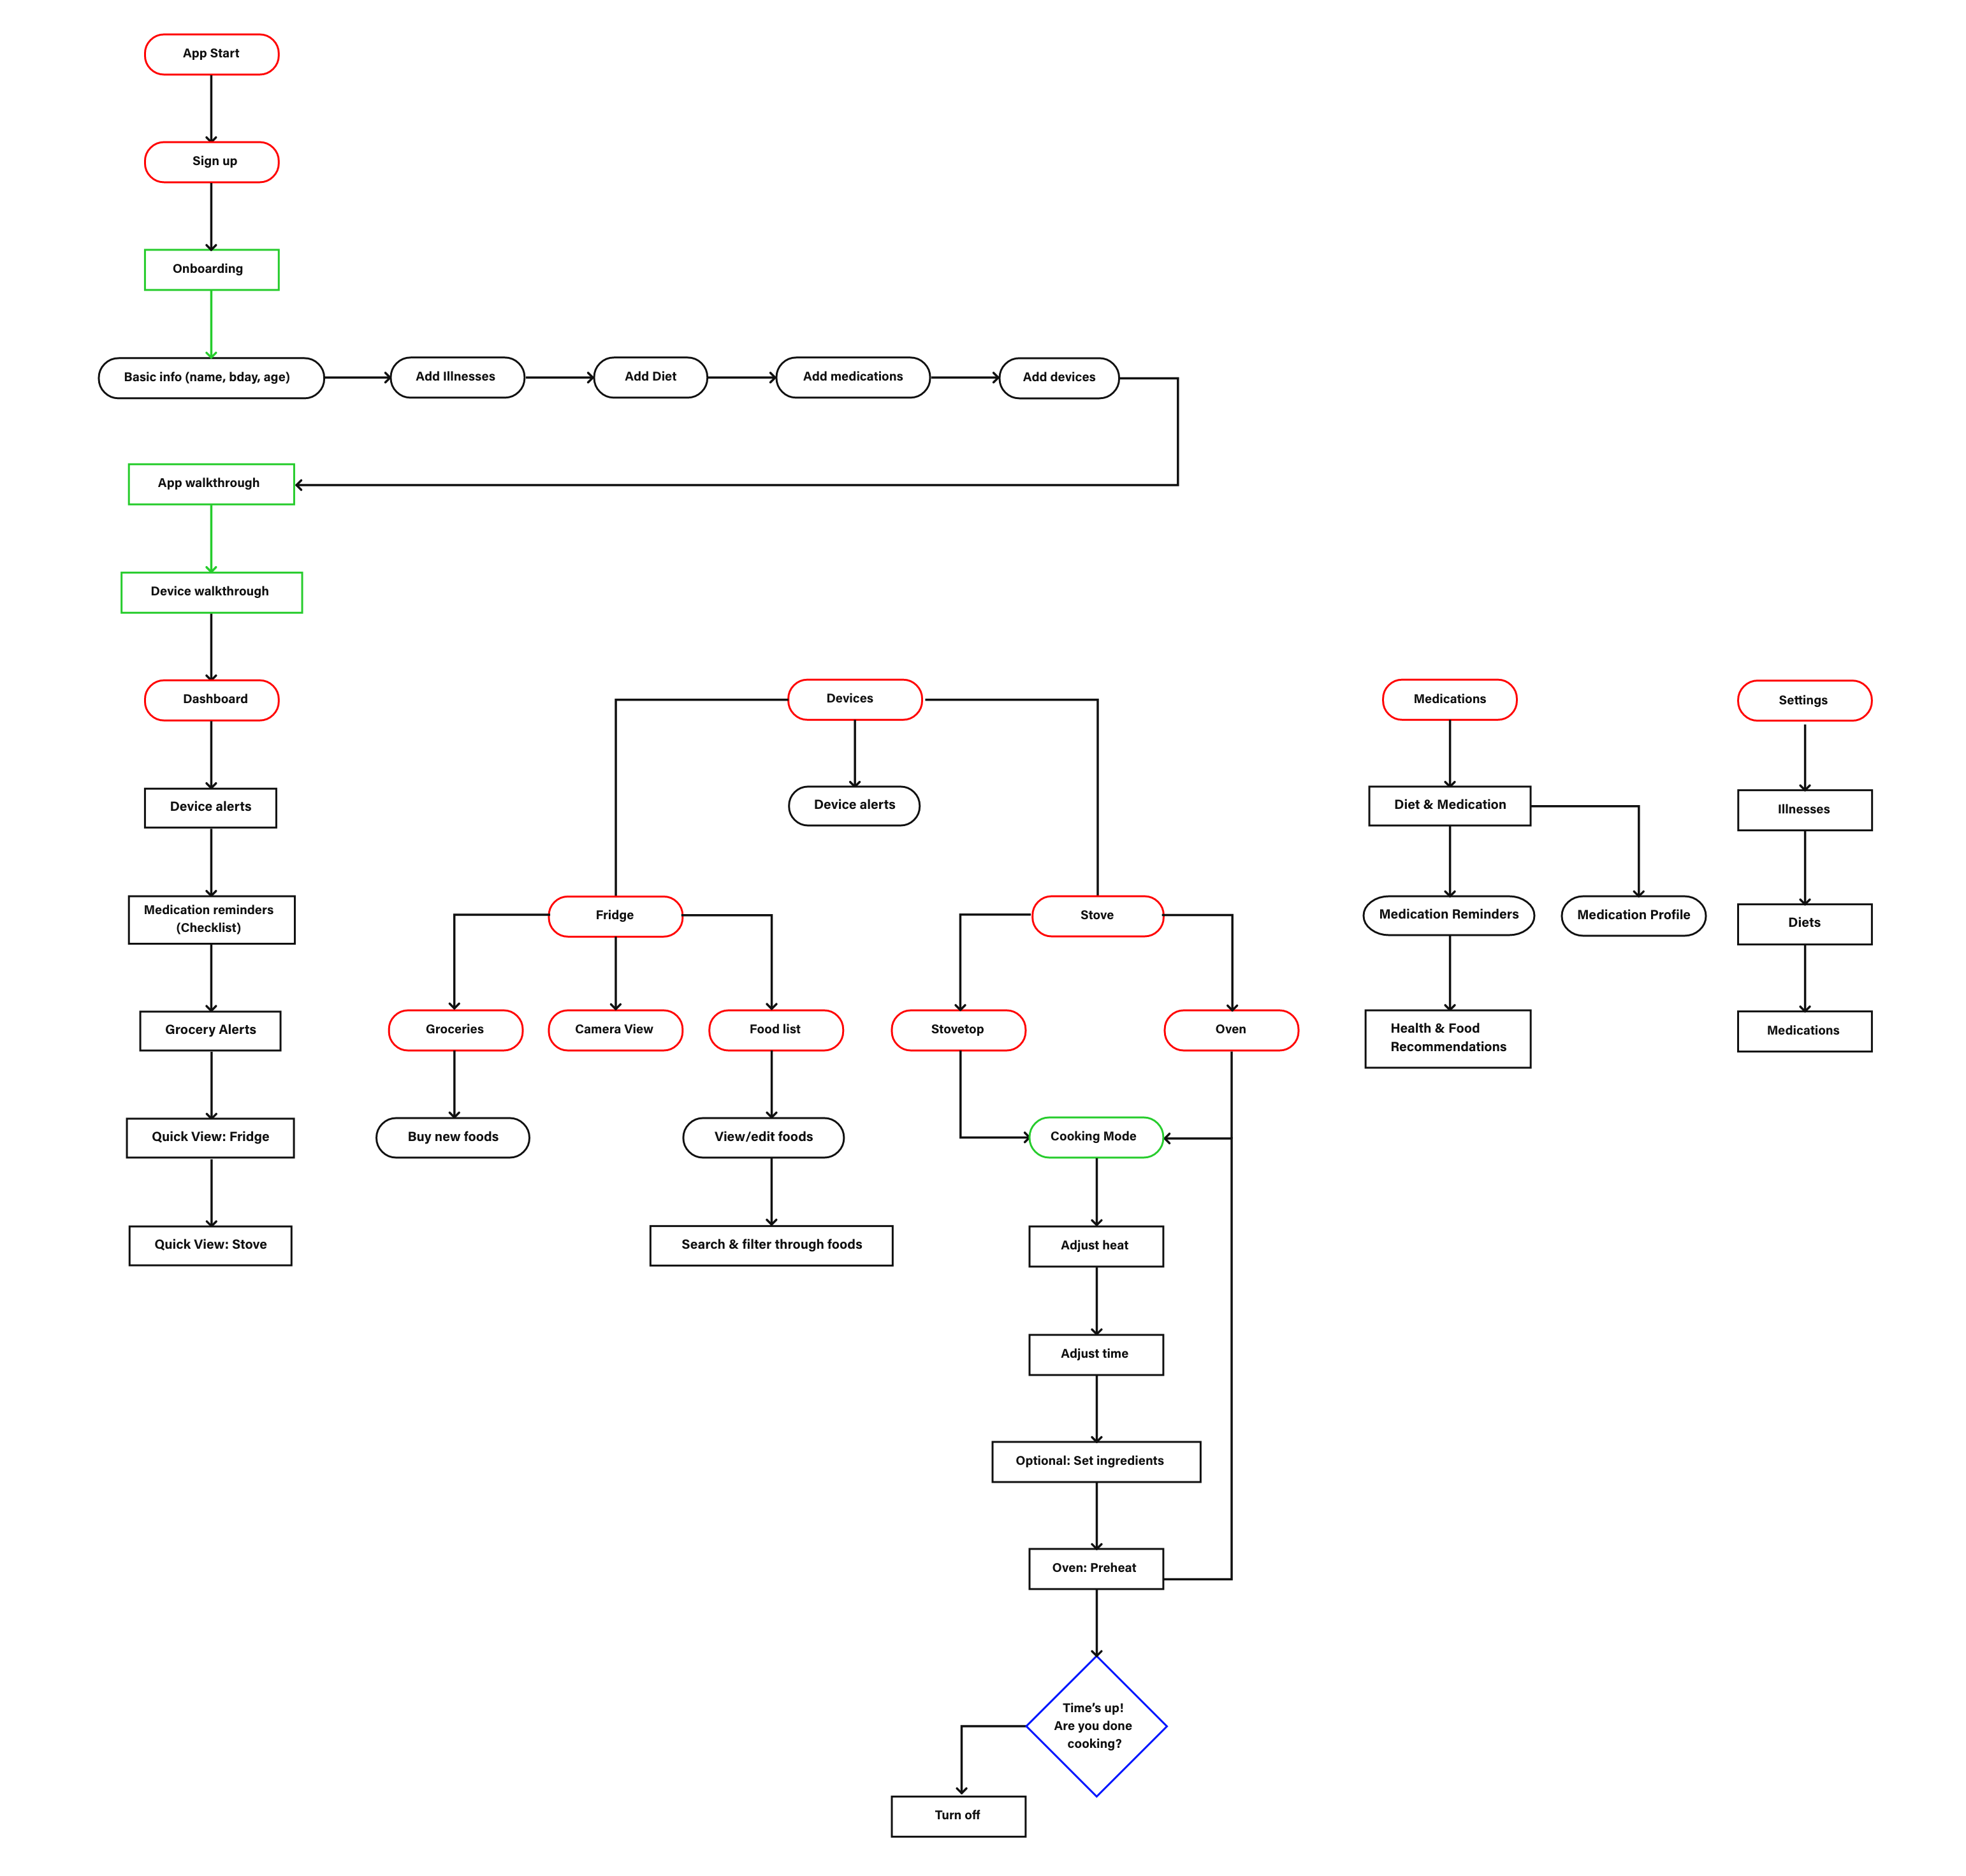 App Start
Sign up
Onboarding
Basic info (name, bday, age)
Add Illnesses
Add Diet
Add medications
Add devices
App walkthrough
Device walkthrough
Dashboard
Device alerts
Medication reminders
(Checklist)
Grocery Alerts
Quick View: Fridge
Quick View: Stove
Devices
Device alerts
Fridge
Groceries
Camera View
Food list
Buy new foods
View/edit foods
Search & filter through foods
Stove
Stovetop
Oven
Cooking Mode
Adjust heat
Adjust time
Optional: Set ingredients
Oven: Preheat
Time’s up!
Are you done
cooking?
Turn off
Medications
Diet & Medication
Medication Reminders
Medication Profile
Health & Food
Recommendations
Settings
Illnesses
Diets
Medications